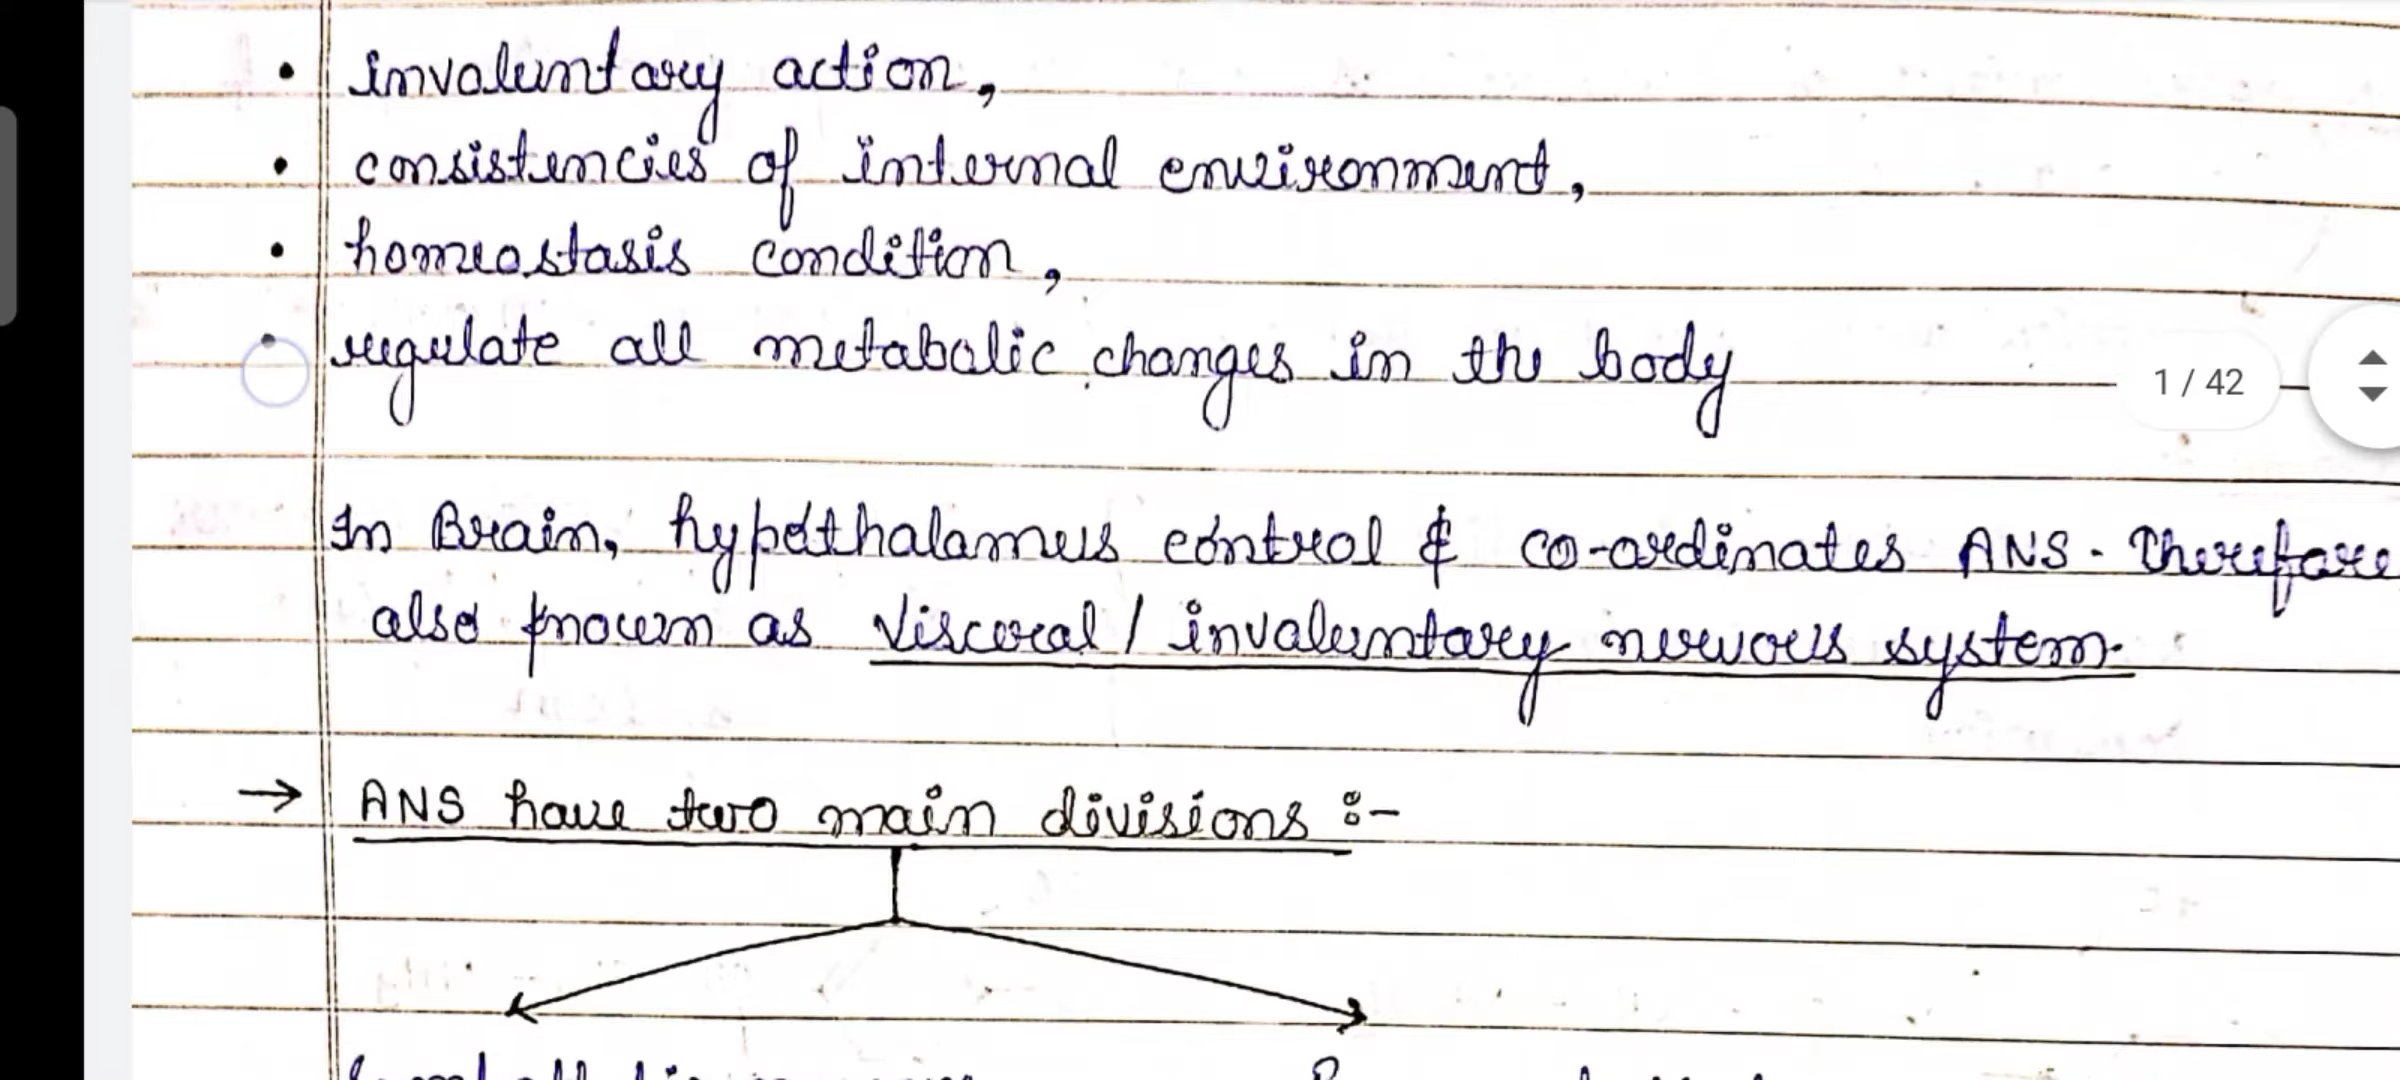 • involuntary action,
• consistencies of internal environment,
• homeostasis condition,
• regulate all metabolic changes in the body
1 / 42
In Brain, hypothalamus control & co-ordinates ANS. Therefore
also known as Visceral / involuntary nervous system.
→ ANS have two main divisions :-